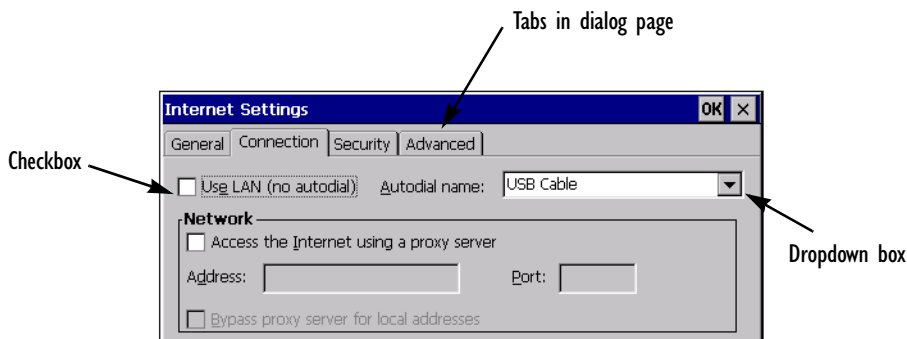 Tabs in dialog page
Internet Settings OK ×
General Connection Security Advanced
Checkbox
Use LAN (no autodial) Autodial name: USB Cable
Network
Access the Internet using a proxy server
Dropdown box
Address: Port:
Bypass proxy server for local addresses